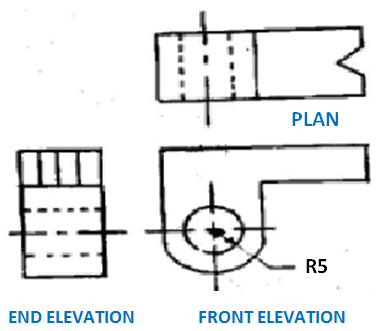 PLAN
R5
END ELEVATION
FRONT ELEVATION